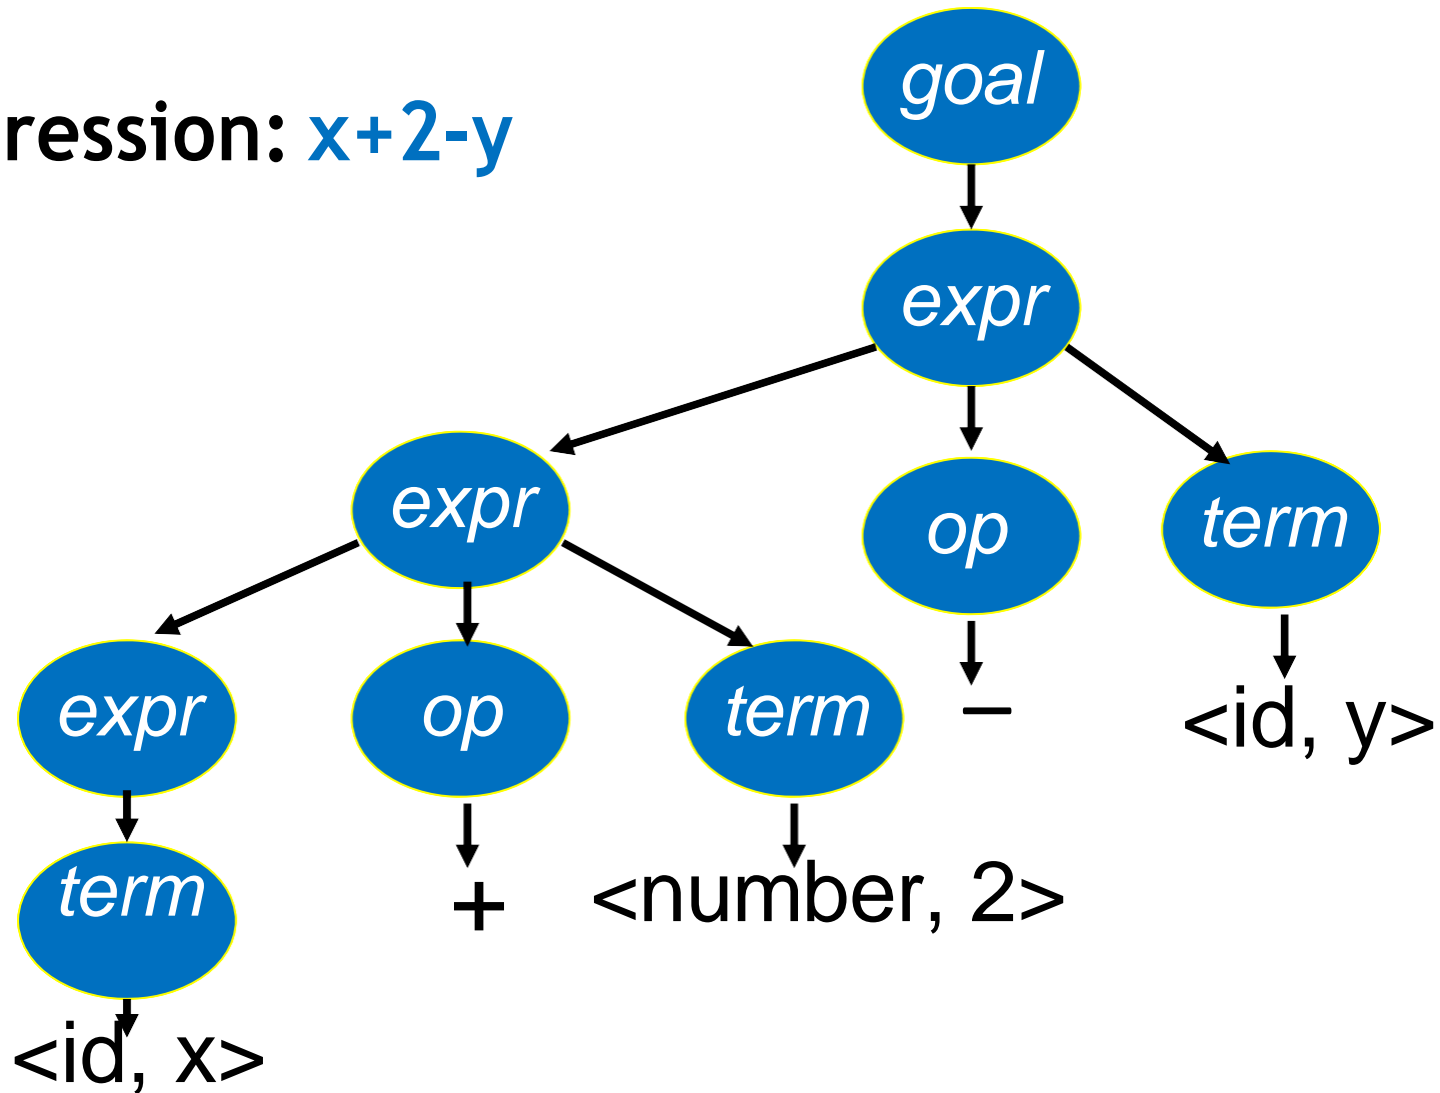 goal
ression: x+2-y
expr
expr
op
term
expr
op
term
–
<id, y>
term
+
<number, 2>
<id, x>